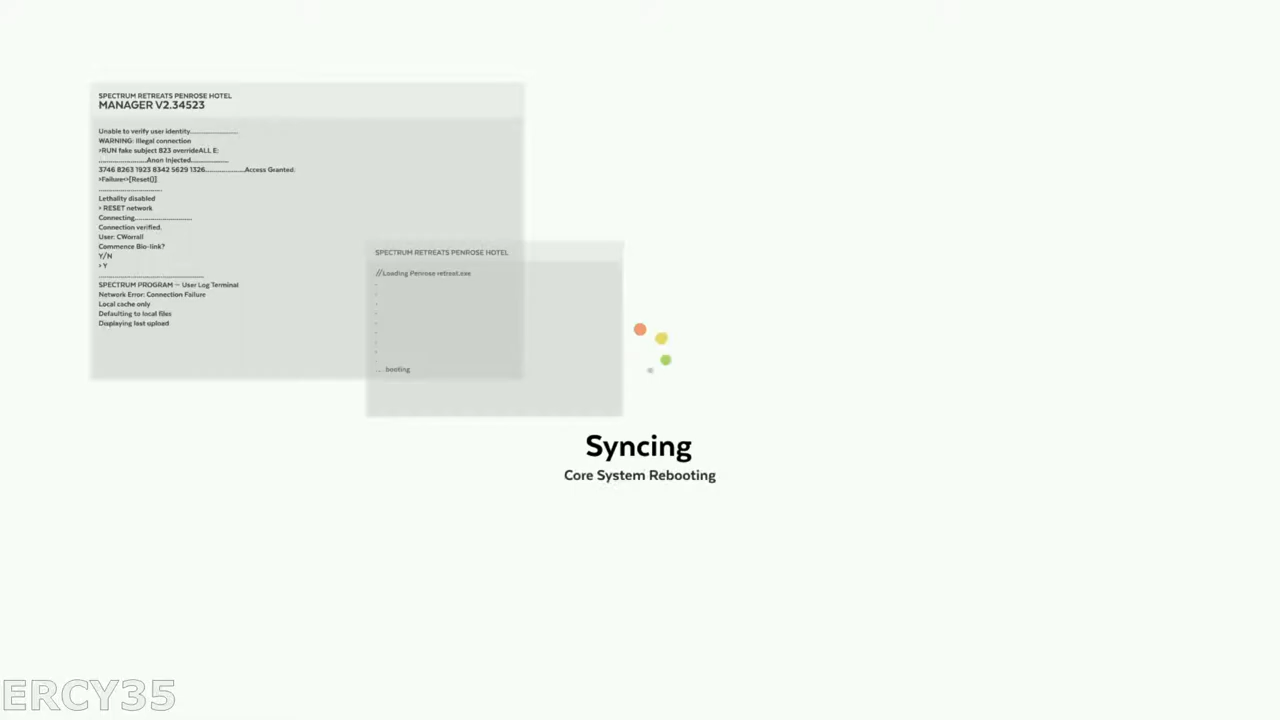 SPECTRUM RETREATS PENROSE HOTEL
MANAGER V2.34523
Unable to verify user identity........................
WARNING: Illegal connection
>RUN fake subject 823 overrideALL E;
........................Anon Injected...................
3746 8263 1923 8342 5629 1326....................Access Granted:
>Failure<>[Reset()].
................................
Lethality disabled
> RESET network
Connecting.............................
Connection verified.
User: CWorrall
Commence Bio-link?
Y/N
> Y
.....................................................
SPECTRUM PROGRAM - User Log Terminal
Network Error: Connection Failure
Local cache only
Defaulting to local files
Displaying last upload
SPECTRUM RETREATS PENROSE HOTEL
//Loading Penrose retreat.exe
.
.
.
.
.
.
.
.
... booting
Syncing
Core System Rebooting
ERCY35